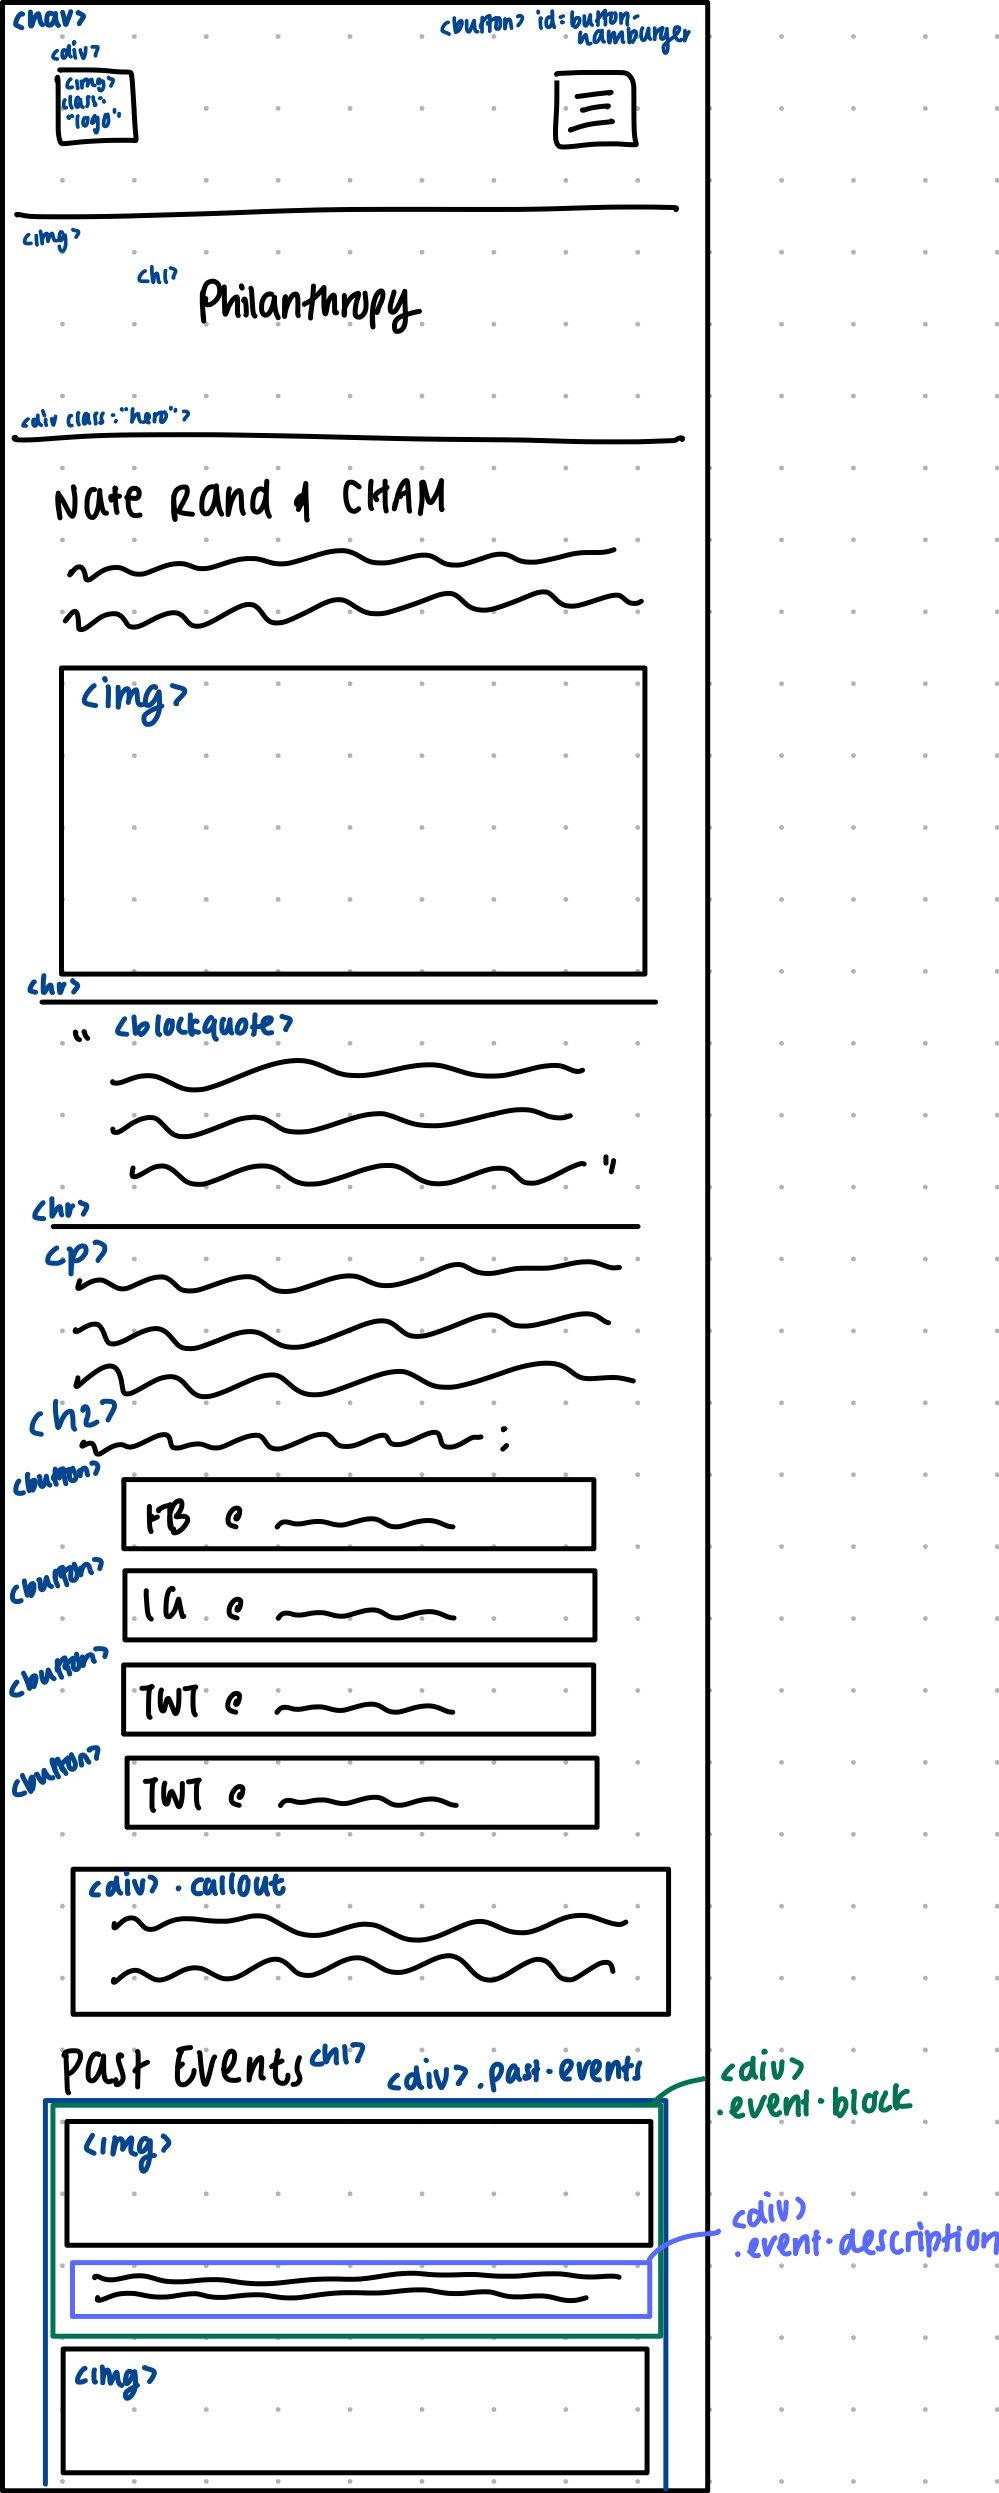 <nav>
<button> id: button-
hamburger
<div>
<img>
class:
"logo"
<img>
<h1>
Philanthropy
<div class: "hero">
Nate Rand & CHAM
<img>
<hr>
" <blockquote>
"
<hr>
<p>
<h2>
:
<button>
FB @
<button>
IG @
<button>
TWT @
<button>
TWT @
<div> .callout
Past Events <h1>
<div> .past-events
<div>
.event-block
<img>
<div>
.event-description
<img>